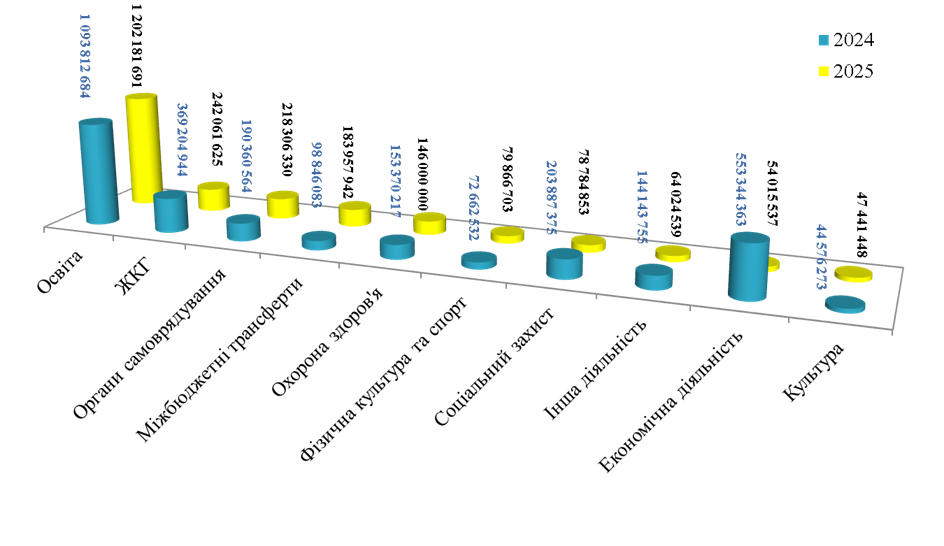 2024
2025
1 093 812 684
1 202 181 691
369 204 944
242 061 625
190 360 564
218 306 330
98 846 083
183 957 942
153 370 217
146 000 000
72 662 532
79 866 703
203 887 375
78 784 853
144 143 755
64 024 539
553 344 363
54 015 537
44 576 273
47 441 448
Освіта
ЖКГ
Органи самоврядування
Міжбюджетні трансферти
Охорона здоров'я
Фізична культура та спорт
Соціальний захист
Інша діяльність
Економічна діяльність
Культура